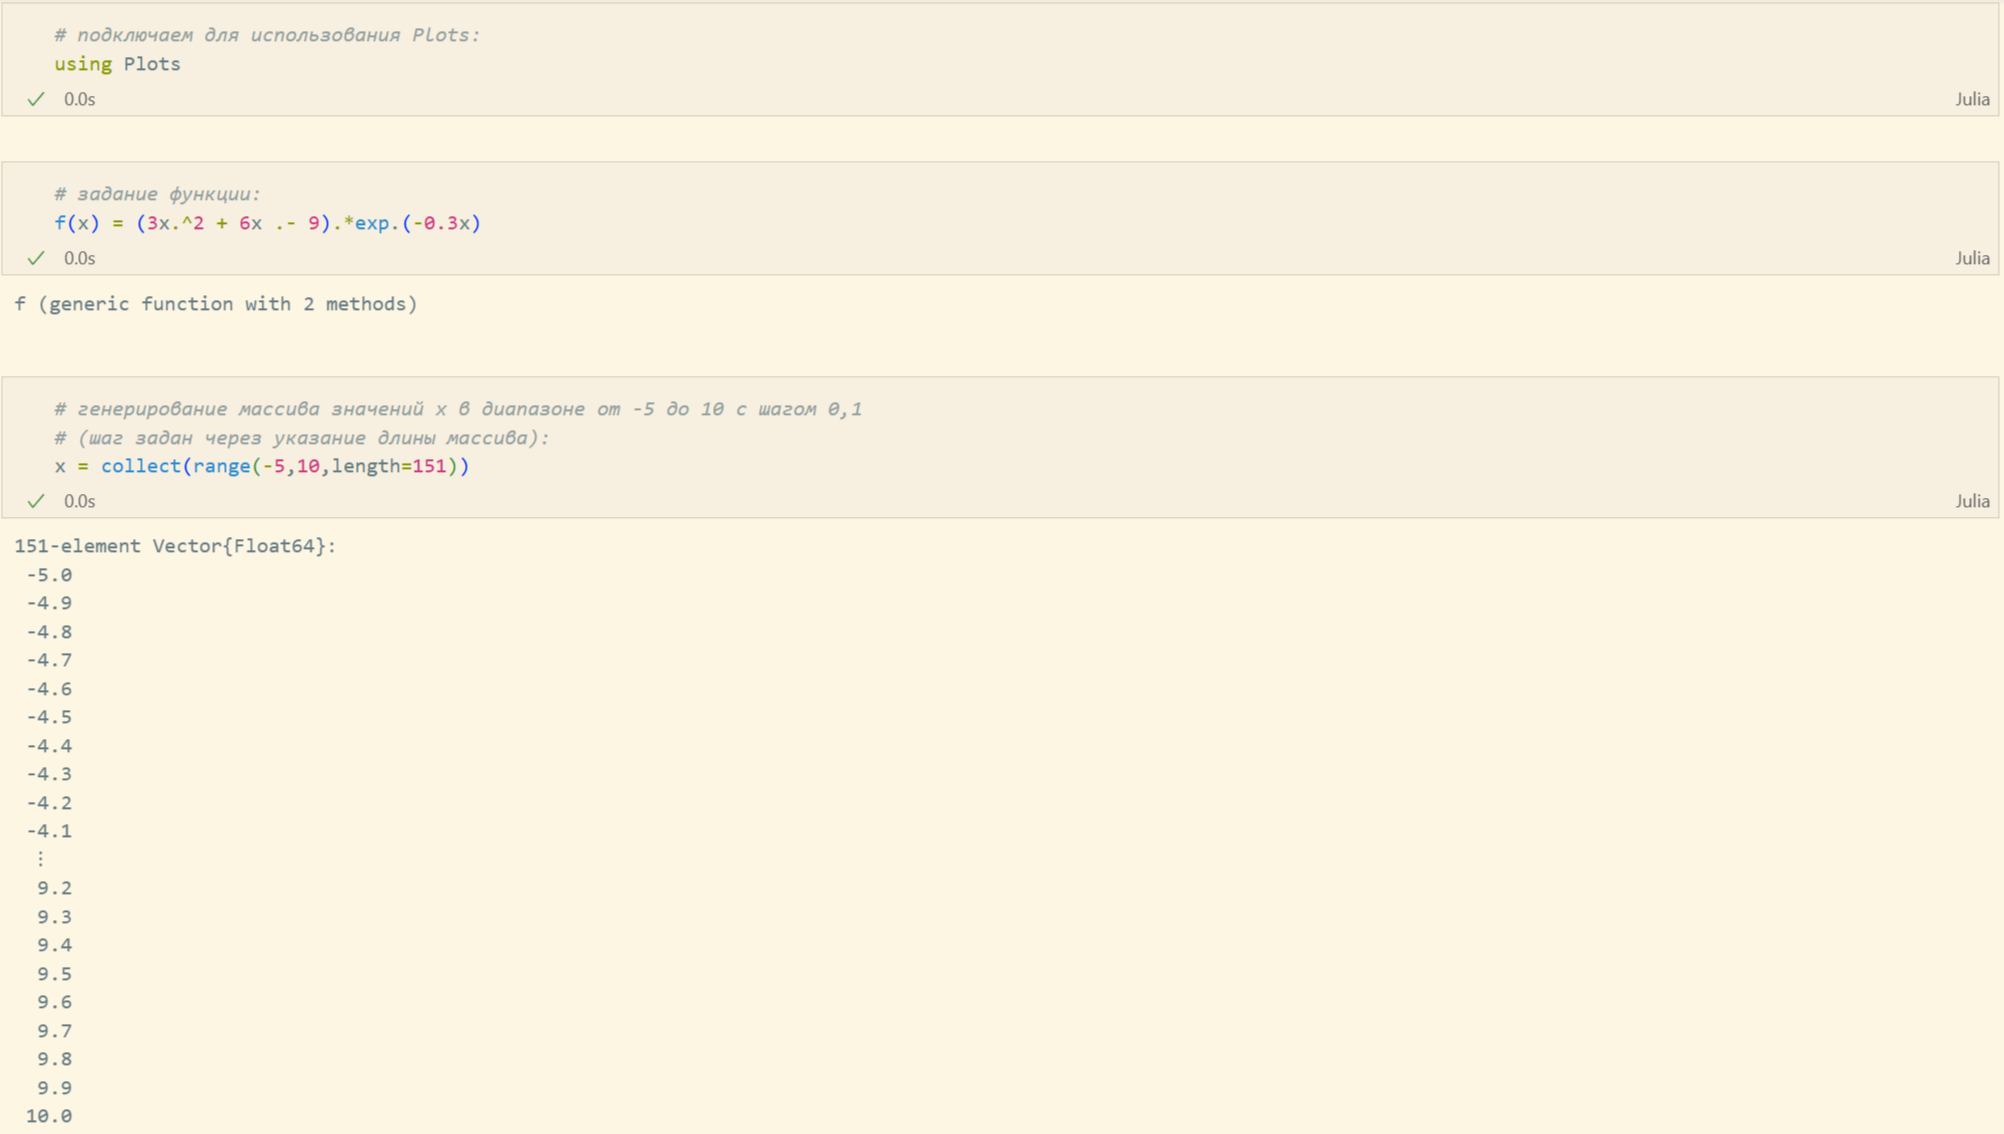 # подключаем для использования Plots:
using Plots
✓ 0.0s
Julia
# задание функции:
f(x) = (3x.^2 + 6x .- 9).*exp.(-0.3x)
✓ 0.0s
Julia
f (generic function with 2 methods)
# генерирование массива значений x в диапазоне от -5 до 10 с шагом 0,1
# (шаг задан через указание длины массива):
x = collect(range(-5,10,length=151))
✓ 0.0s
Julia
151-element Vector{Float64}:
-5.0
-4.9
-4.8
-4.7
-4.6
-4.5
-4.4
-4.3
-4.2
-4.1
⋮
9.2
9.3
9.4
9.5
9.6
9.7
9.8
9.9
10.0